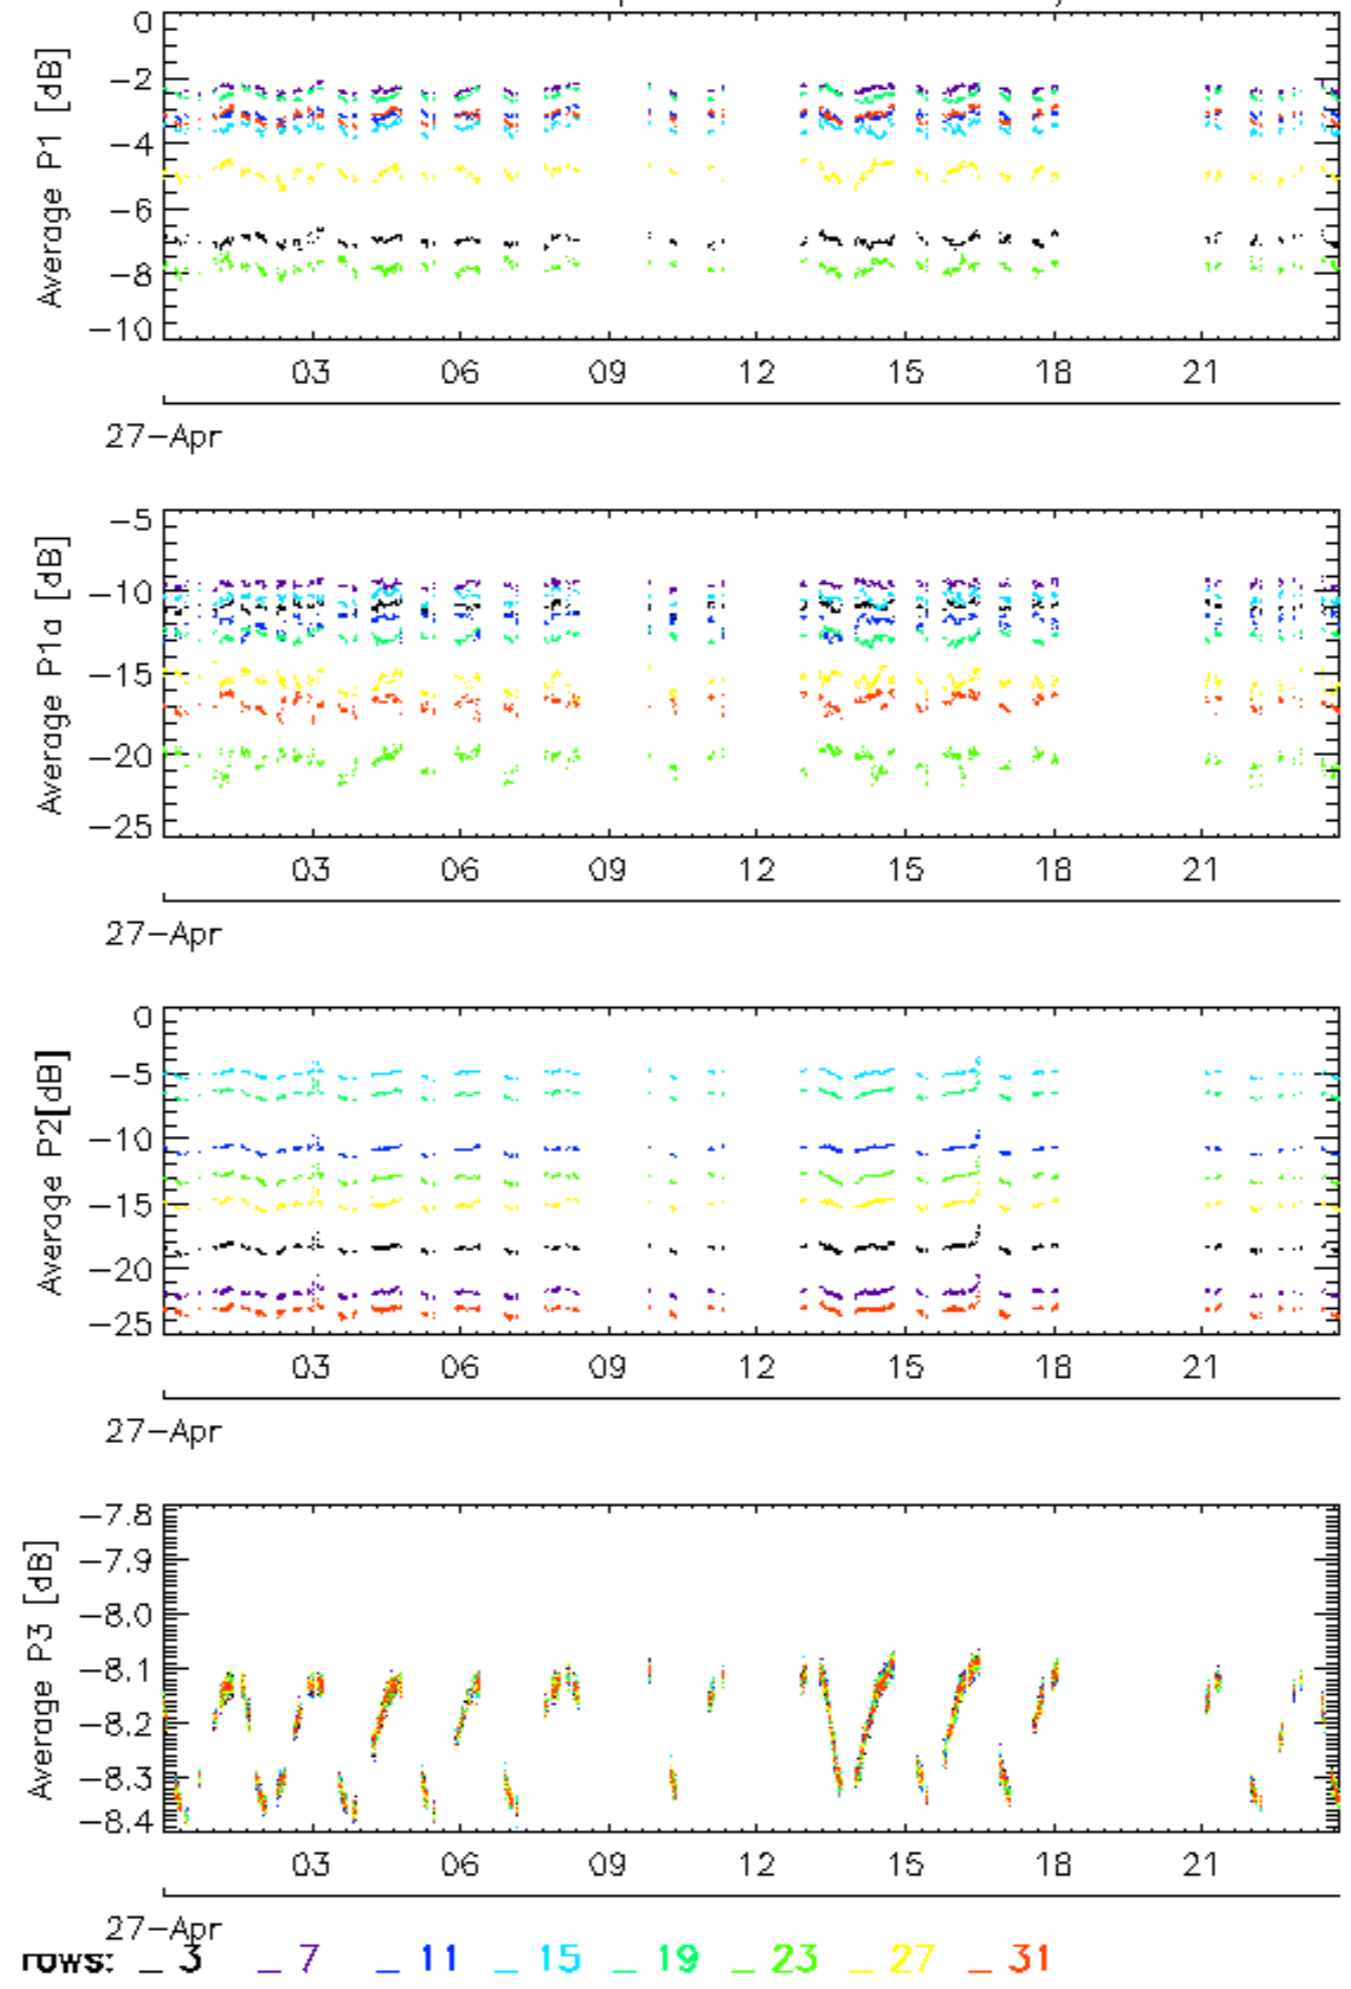 0
−2
−4
−6
−8
−10
Average P1 [dB]
03 06 09 12 15 18 21
27−Apr
−5
−10
−15
−20
−25
Average P1a [dB]
03 06 09 12 15 18 21
27−Apr
0
−5
−10
−15
−20
−25
Average P2[dB]
03 06 09 12 15 18 21
27−Apr
−7.8
−7.9
−8.0
−8.1
−8.2
−8.3
−8.4
Average P3 [dB]
03 06 09 12 15 18 21
27−Apr
rows: _ 3 _ 7 _ 11 _ 15 _ 19 _ 23 _ 27 _ 31